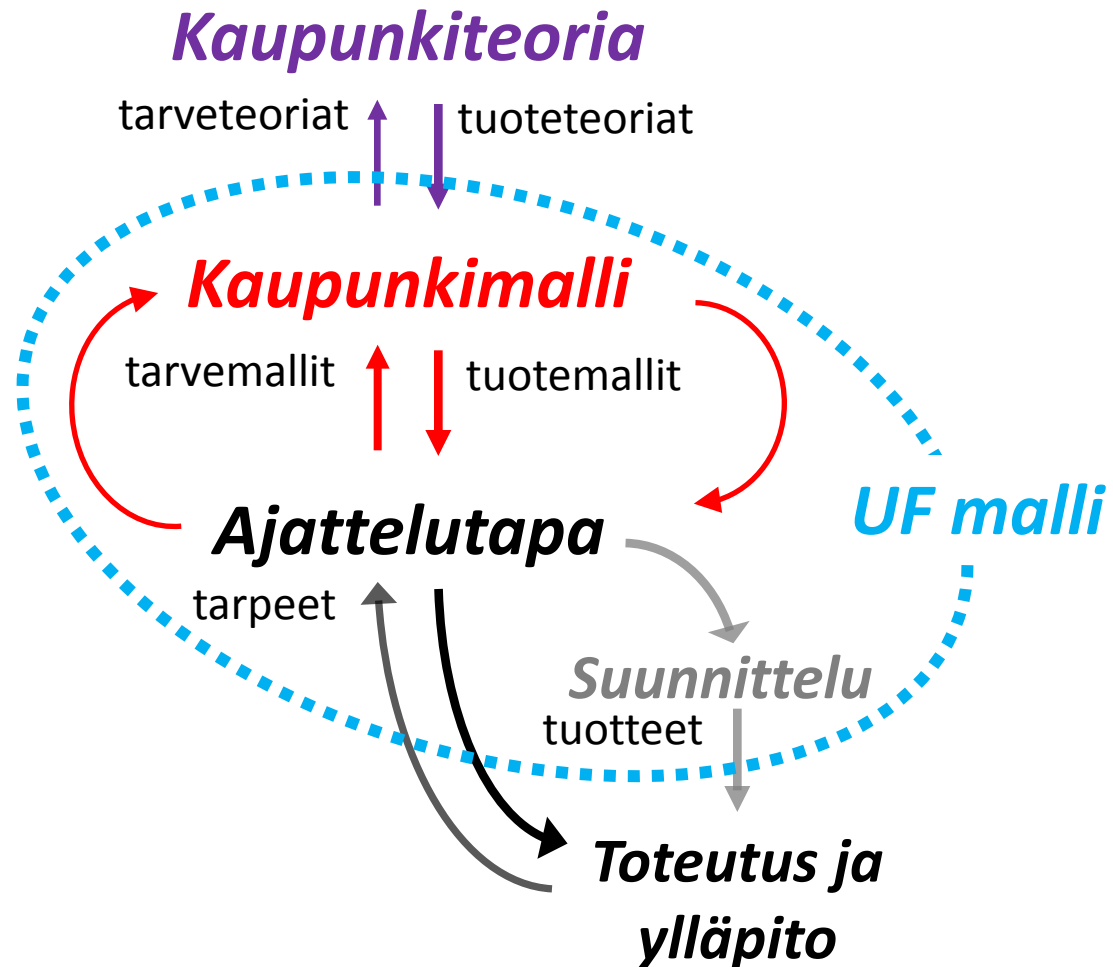 Kaupunkiteoria
tarveteoriat
tuoteteoriat
Kaupunkimalli
tarvemallit
tuotemallit
Ajattelutapa
UF malli
tarpeet
Suunnittelu
tuotteet
Toteutus ja
ylläpito